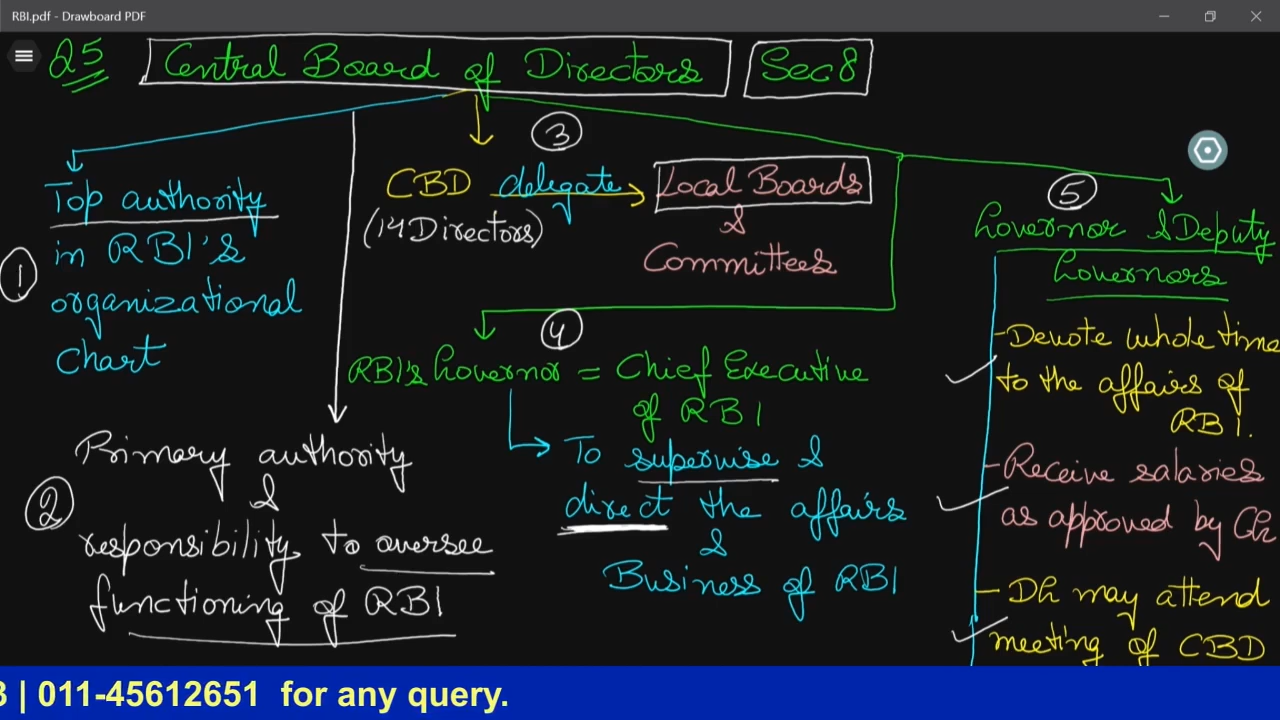 RBI.pdf - Drawboard PDF
Q5
Central Board of Directors
Sec 8
1
Top authority
in RBI's
organizational
chart
2
Primary authority
&
responsibility to oversee
functioning of RBI
3
CBD delegate Local Boards
(14 Directors)
&
Committees
4
RBI's Governor = Chief Executive
of RBI
To supervise &
direct the affairs
&
Business of RBI
5
Governor & Deputy
Governors
- Devote whole time
to the affairs of
RBI.
- Receive salaries
as approved by CG
- DG may attend
meeting of CBD
3 | 011-45612651 for any query.